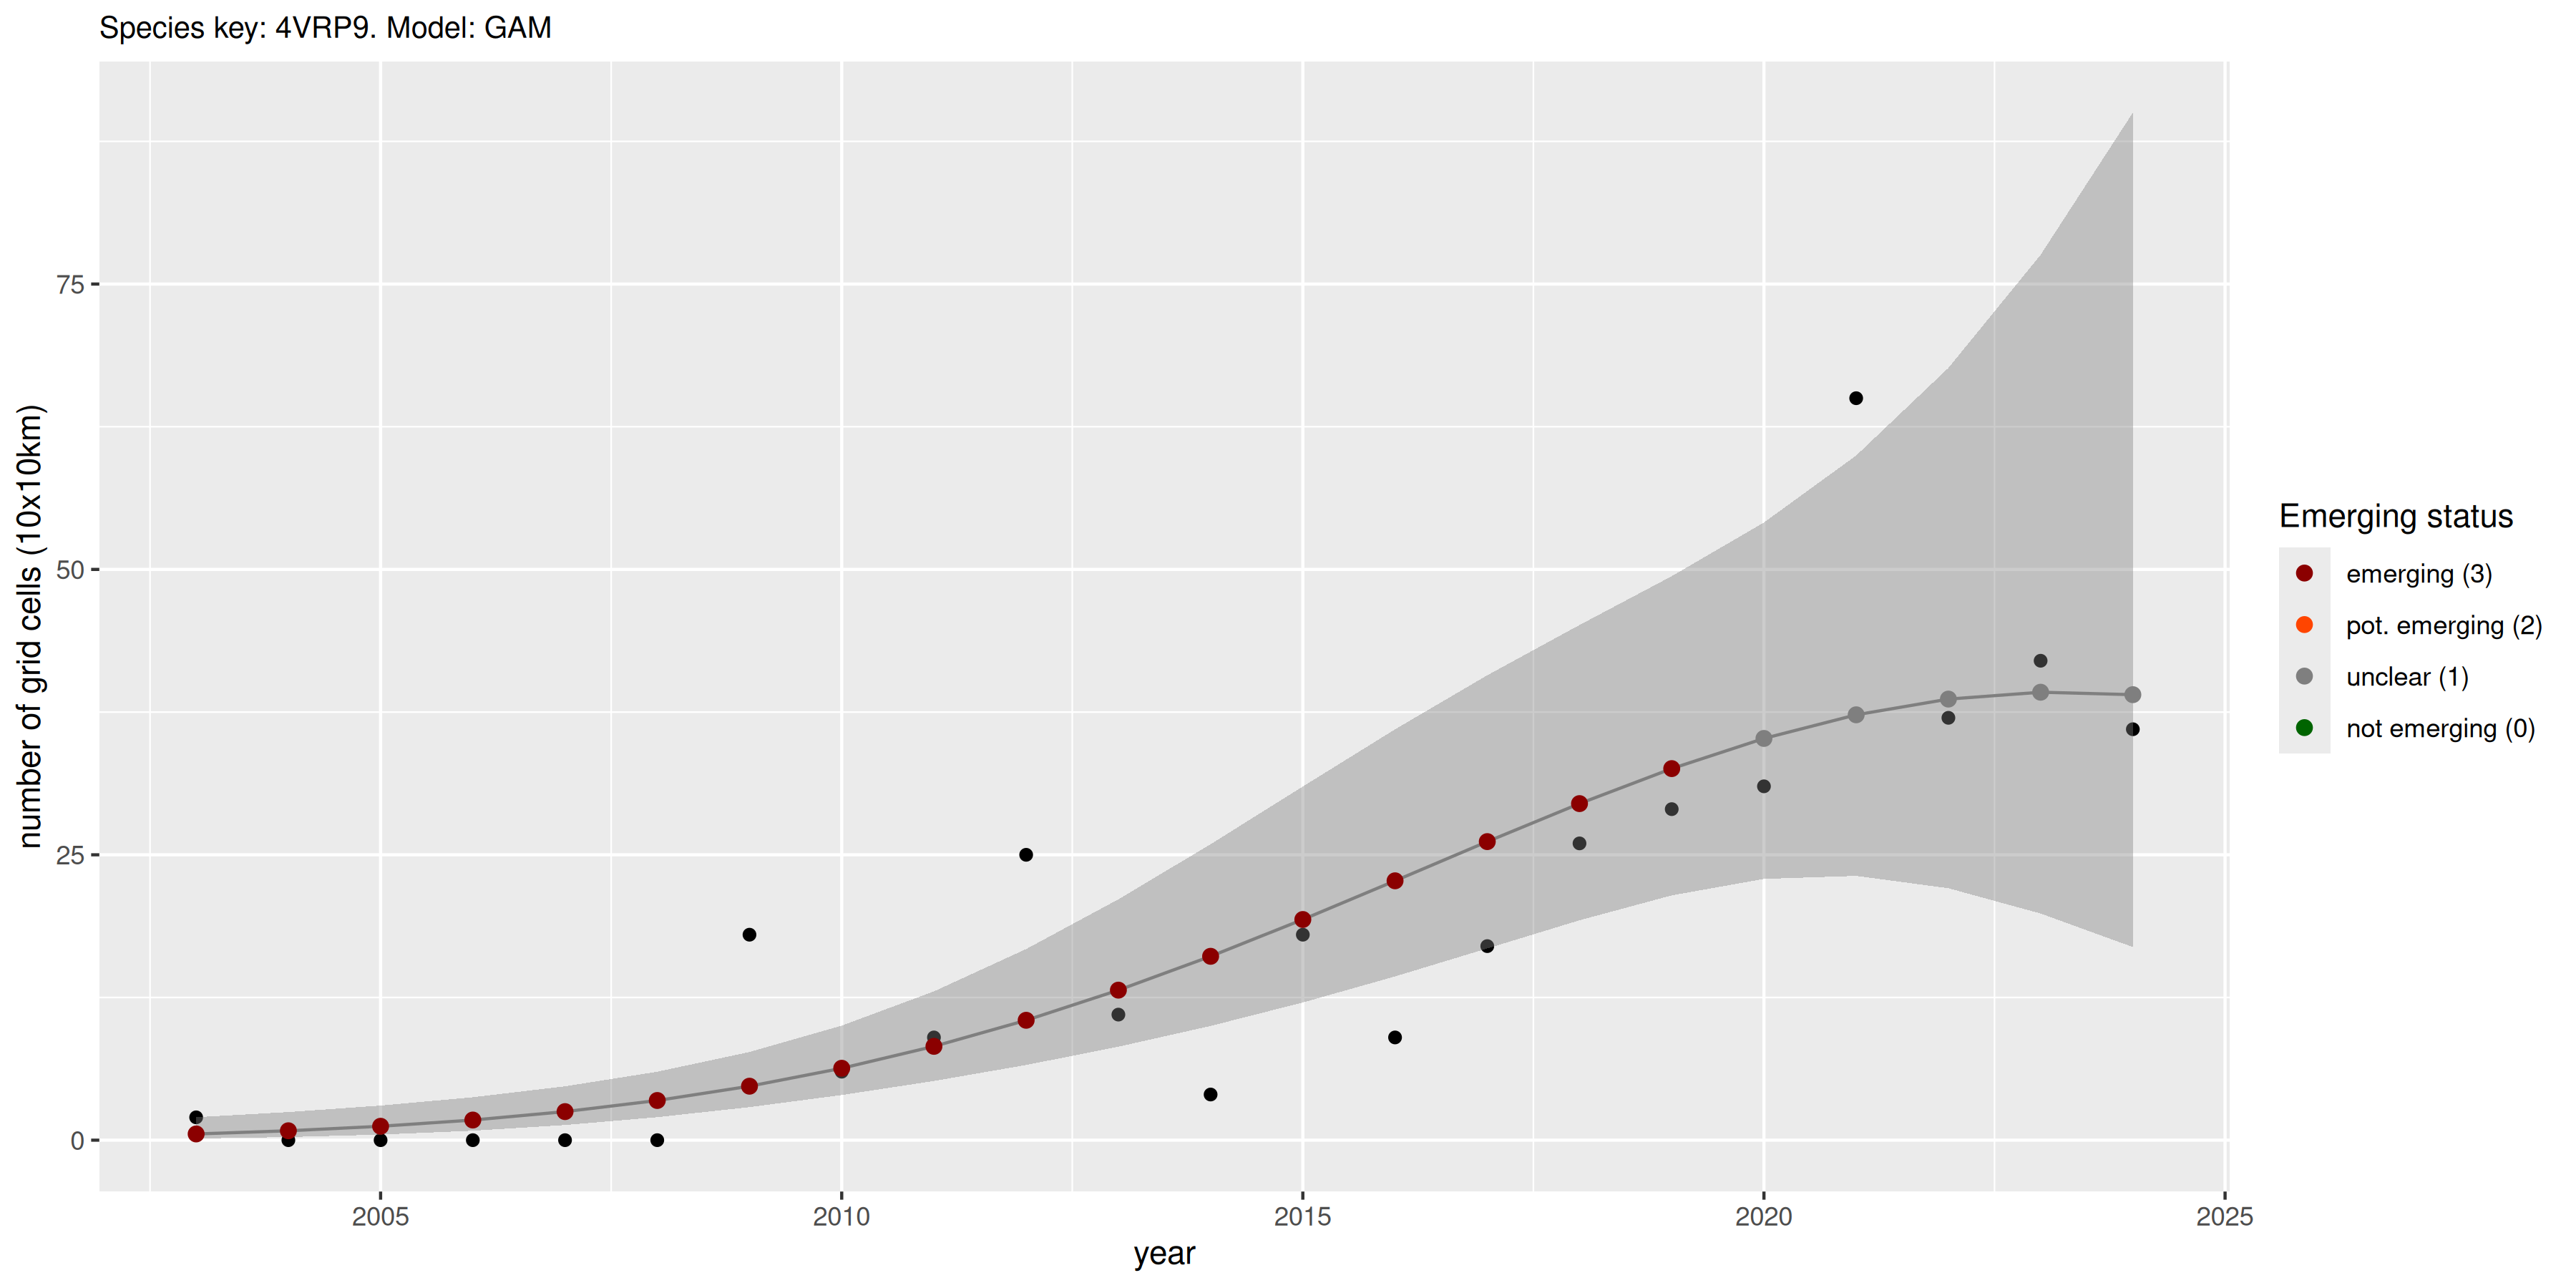 Species key: 4VRP9. Model: GAM
number of grid cells (10x10km)
75
50
25
0
2005
2010
2015
2020
2025
year
Emerging status
emerging (3)
pot. emerging (2)
unclear (1)
not emerging (0)